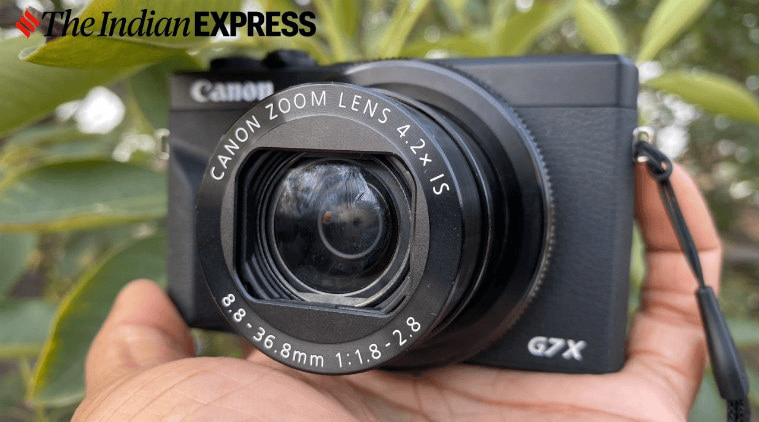 The Indian EXPRESS
Canon
CANON ZOOM LENS 4.2× IS
8.8-36.8mm 1:1.8-2.8
G7X